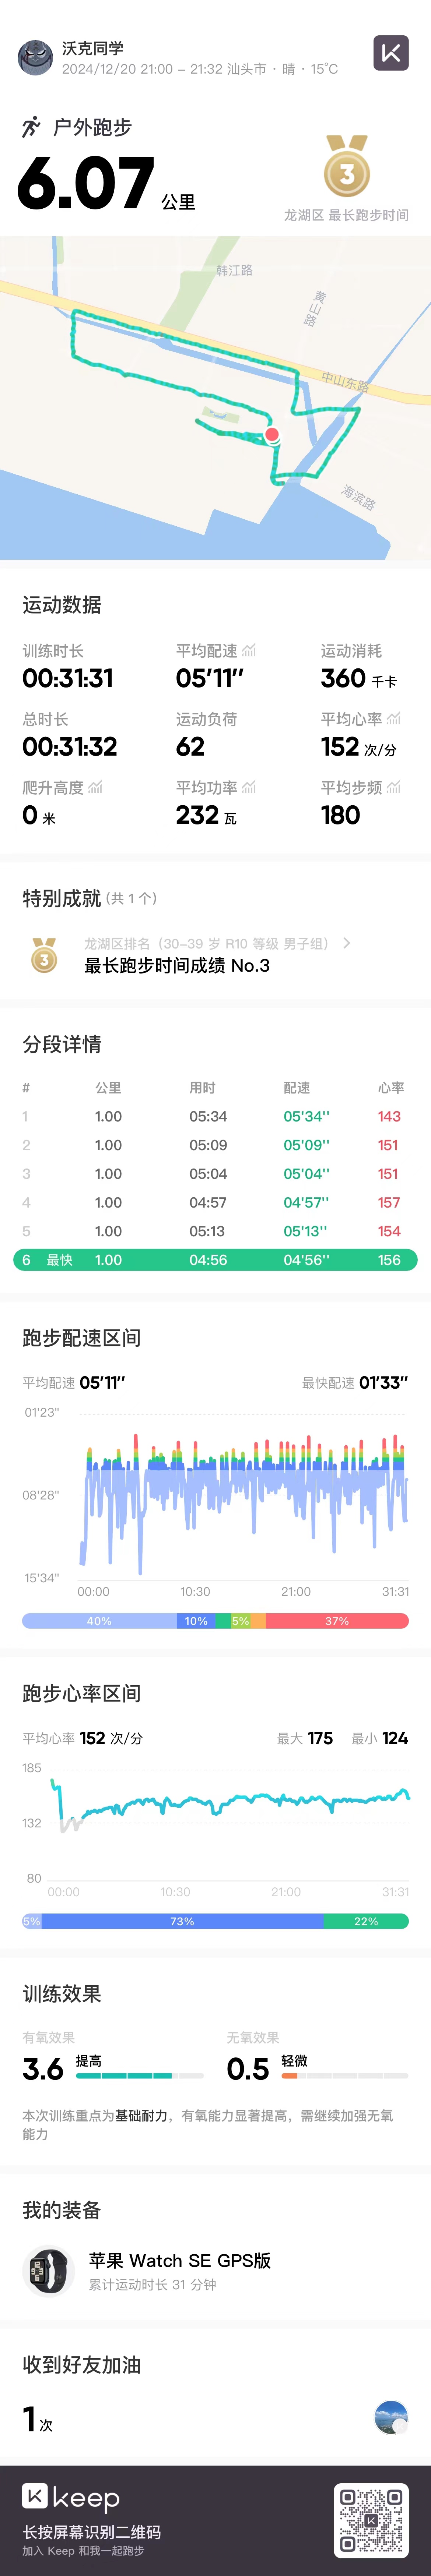 沃克同学
2024/12/20 21:00 - 21:32 汕头市 · 晴 · 15°C
户外跑步
6.07 公里
3
龙湖区 最长跑步时间
韩江路
黄山路
中山东路
海滨路
运动数据
训练时长 平均配速 运动消耗
00:31:31 05'11'' 360 千卡
总时长 运动负荷 平均心率
00:31:32 62 152 次/分
爬升高度 平均功率 平均步频
0 米 232 瓦 180
特别成就 (共 1 个)
3
龙湖区排名（30-39 岁 R10 等级 男子组）
最长跑步时间成绩 No.3
分段详情
# 公里 用时 配速 心率
1 1.00 05:34 05'34'' 143
2 1.00 05:09 05'09'' 151
3 1.00 05:04 05'04'' 151
4 1.00 04:57 04'57'' 157
5 1.00 05:13 05'13'' 154
6 最快 1.00 04:56 04'56'' 156
跑步配速区间
平均配速 05'11'' 最快配速 01'33''
01'23"
08'28"
15'34"
00:00 10:30 21:00 31:31
40% 10% 5% 37%
跑步心率区间
平均心率 152 次/分 最大 175 最小 124
185
132
80
00:00 10:30 21:00 31:31
5% 73% 22%
训练效果
有氧效果 无氧效果
3.6 提高 0.5 轻微
本次训练重点为基础耐力，有氧能力显著提高，需继续加强无氧
能力
我的装备
苹果 Watch SE GPS版
累计运动时长 31 分钟
收到好友加油
1 次
keep
长按屏幕识别二维码
加入 Keep 和我一起跑步